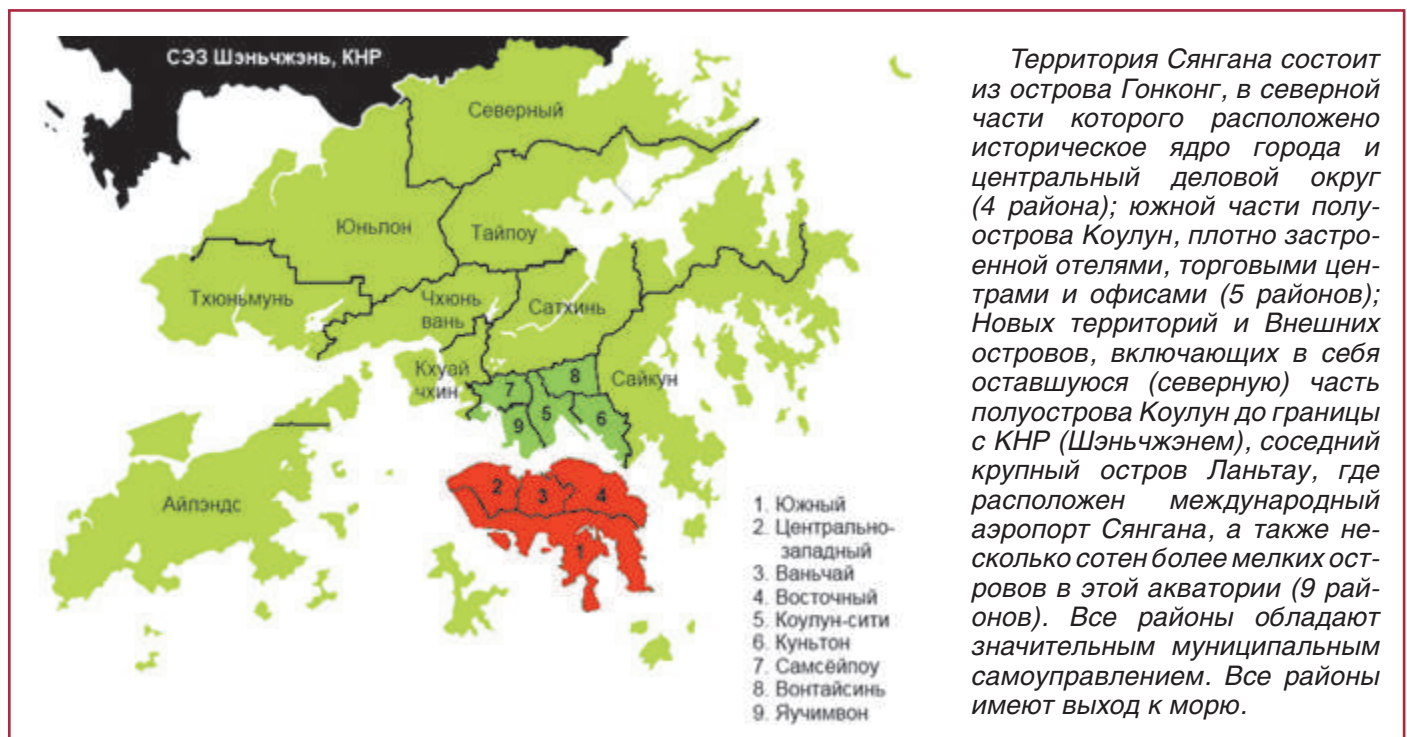 СЭЗ Шэньчжэнь, КНР
Северный
Юньлон
Тайпоу
Тхюньмунь
Чхюнь
вань
Сатхинь
Кхуай
чхин
Сайкун
Айлэндс
7
8
9
5
6
2
3
4
1
1. Южный
2. Центрально-
западный
3. Ваньчай
4. Восточный
5. Коулун-сити
6. Куньтон
7. Самсёйпоу
8. Вонтайсинь
9. Яучимвон
Территория Сянгана состоит
из острова Гонконг, в северной
части которого расположено
историческое ядро города и
центральный деловой округ
(4 района); южной части полу-
острова Коулун, плотно застро-
енной отелями, торговыми цен-
трами и офисами (5 районов);
Новых территорий и Внешних
островов, включающих в себя
оставшуюся (северную) часть
полуострова Коулун до границы
с КНР (Шэньчжэнем), соседний
крупный остров Ланьтау, где
расположен международный
аэропорт Сянгана, а также не-
сколько сотен более мелких ост-
ровов в этой акватории (9 рай-
онов). Все районы обладают
значительным муниципальным
самоуправлением. Все районы
имеют выход к морю.